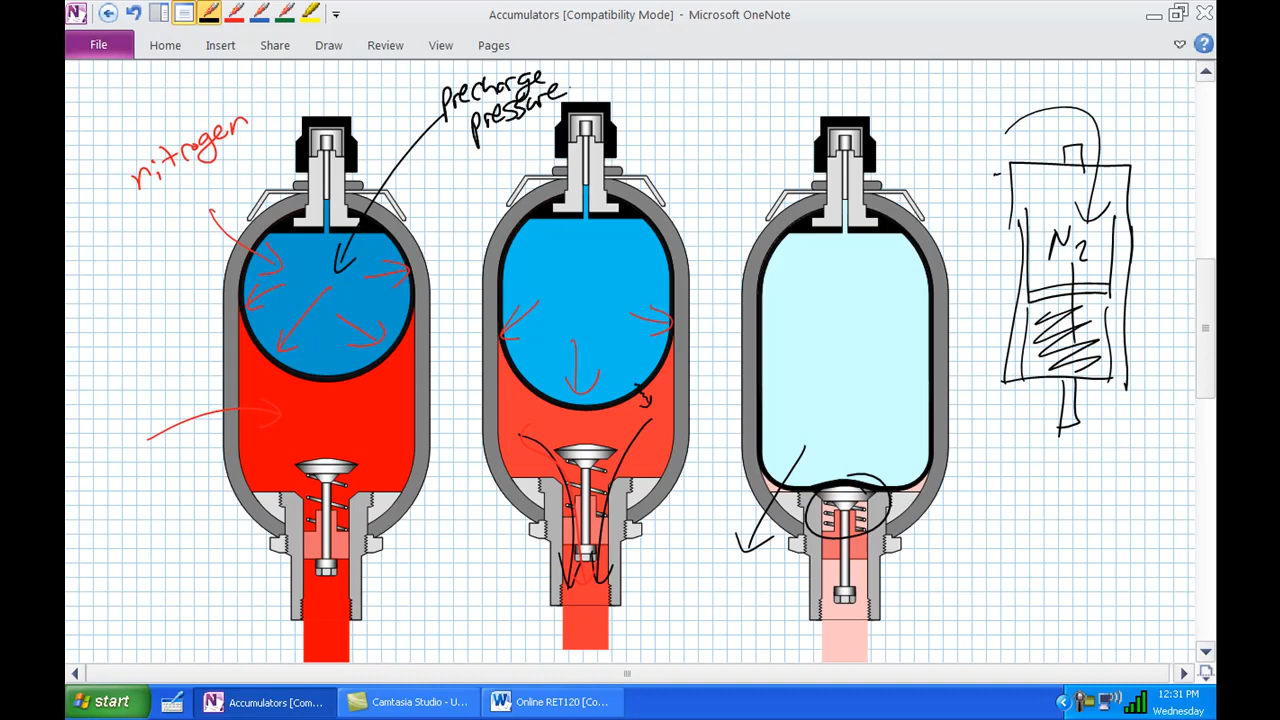 Accumulators [Compatibility Mode] - Microsoft OneNote
File Home Insert Share Draw Review View Pages
precharge
pressure
nitrogen
N2
start
Accumulators [Com...
Camtasia Studio - U...
Online RET120 [Co...
12:31 PM
Wednesday